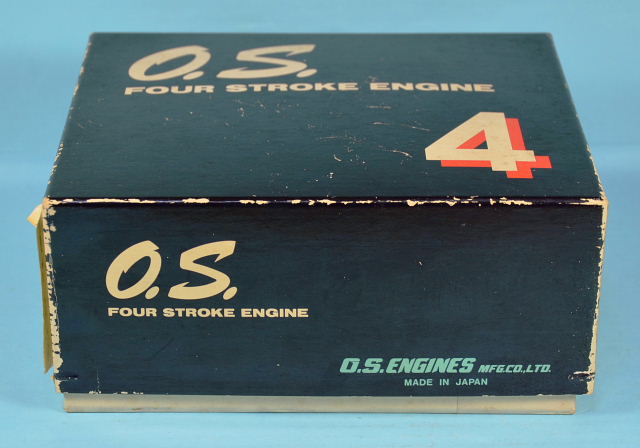 O.S.
FOUR STROKE ENGINE
4
O.S.
FOUR STROKE ENGINE
O.S. ENGINES MFG.CO.,LTD.
MADE IN JAPAN